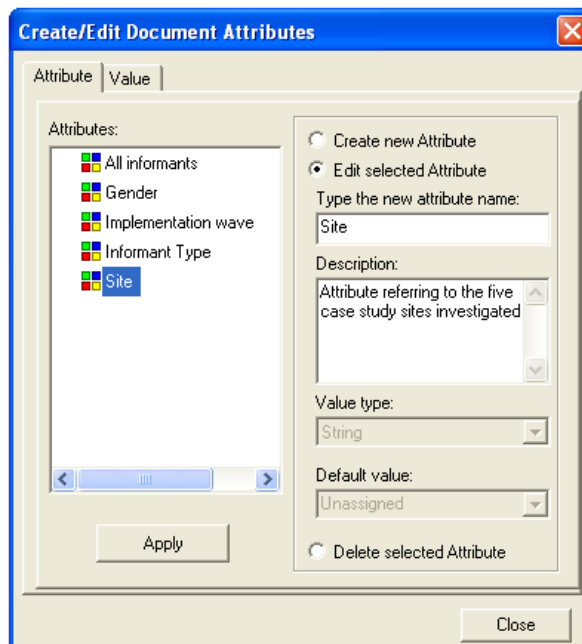 Create/Edit Document Attributes
Attribute
Value
Attributes:
All informants
Gender
Implementation wave
Informant Type
Site
Apply
Create new Attribute
Edit selected Attribute
Type the new attribute name:
Site
Description:
Attribute referring to the five
case study sites investigated
Value type:
String
Default value:
Unassigned
Delete selected Attribute
Close